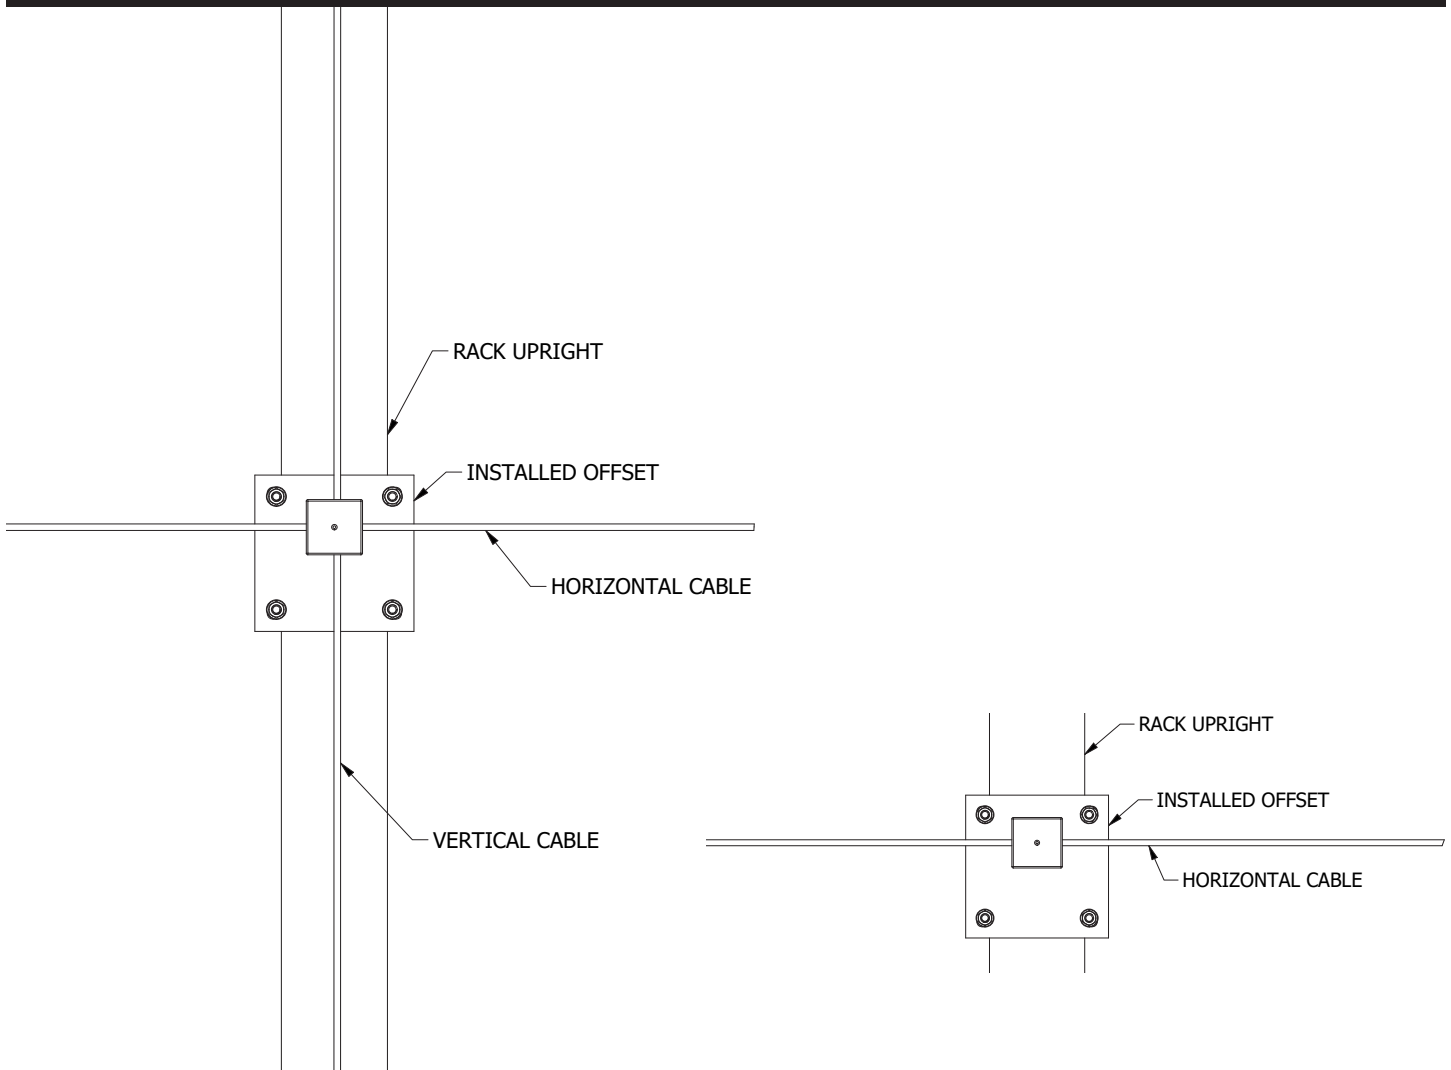 RACK UPRIGHT
INSTALLED OFFSET
HORIZONTAL CABLE
VERTICAL CABLE
RACK UPRIGHT
INSTALLED OFFSET
HORIZONTAL CABLE